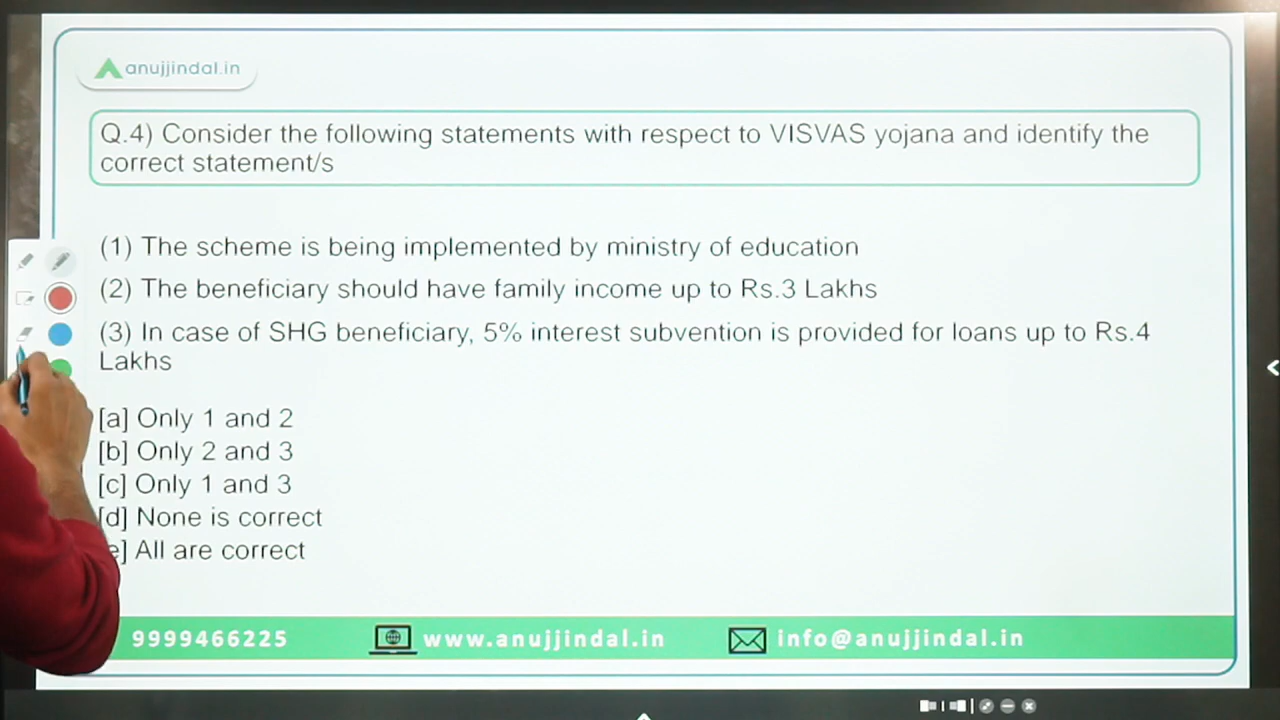 anujjindal.in
Q.4) Consider the following statements with respect to VISVAS yojana and identify the
correct statement/s
(1) The scheme is being implemented by ministry of education
(2) The beneficiary should have family income up to Rs.3 Lakhs
(3) In case of SHG beneficiary, 5% interest subvention is provided for loans up to Rs.4
Lakhs
[a] Only 1 and 2
[b] Only 2 and 3
[c] Only 1 and 3
[d] None is correct
e] All are correct
9999466225
www.anujjindal.in
info@anujjindal.in